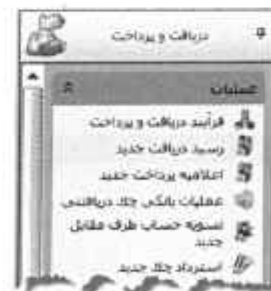 دریافت و پرداخت
عملیات
فرآیند دریافت و پرداخت
رسید دریافت جدید
اعلامیه پرداخت جدید
عملیات بانکی چک دریافتنی
تسویه حساب طرف مقابل
جدید
استرداد چک جدید